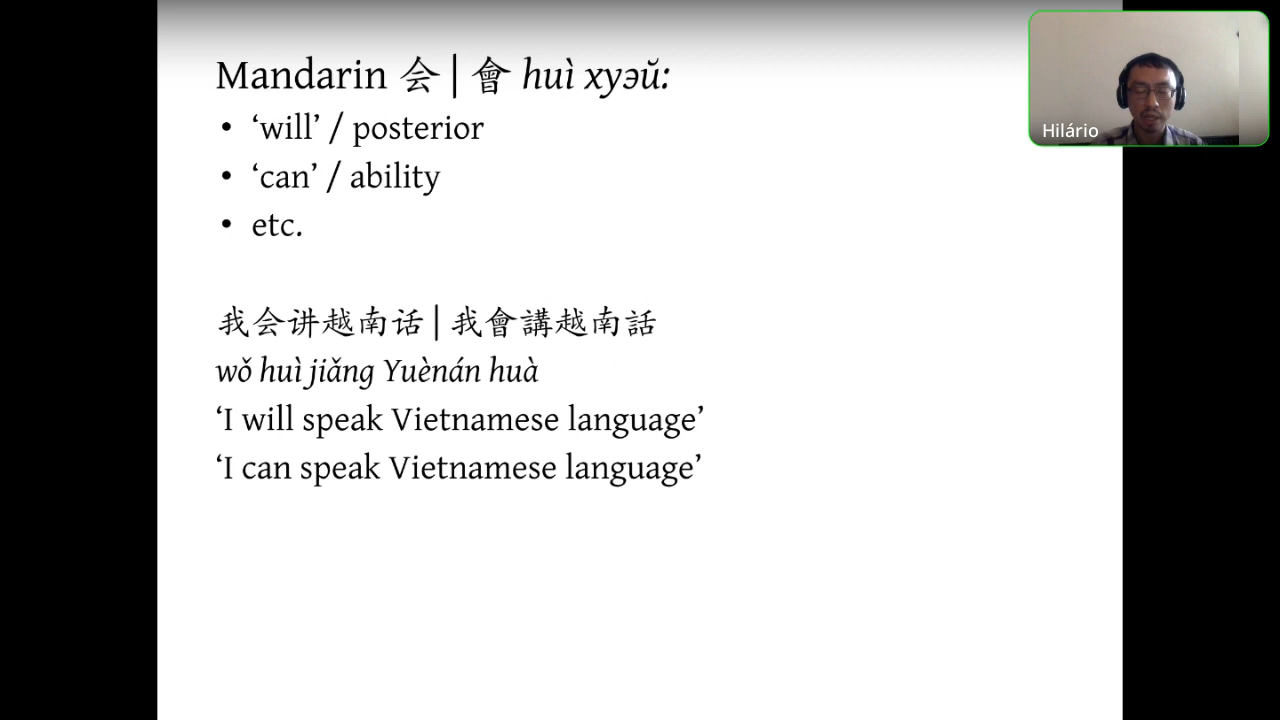 Mandarin 会 | 會 huì xyəŭ:
• ‘will’ / posterior
• ‘can’ / ability
• etc.
我会讲越南话 | 我會講越南話
wǒ huì jiǎng Yuènán huà
‘I will speak Vietnamese language’
‘I can speak Vietnamese language’
Hilário